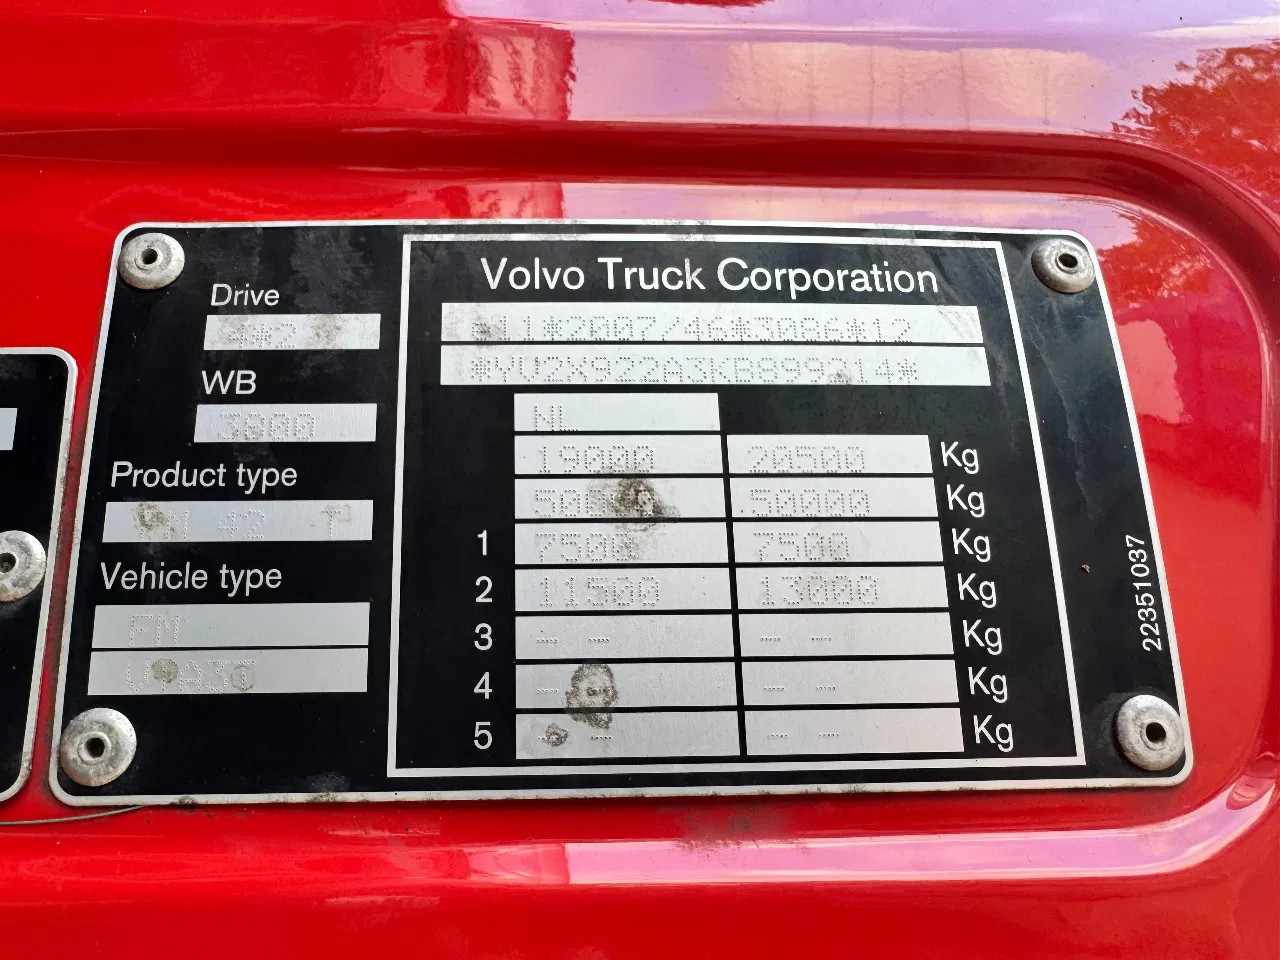 Volvo Truck Corporation
Drive
4*2
e11*2007/46*3086*12
*YV2X9Z2A3KB899214*
WB
3800
NL
19000 20500 Kg
50000 50000 Kg
Product type
FM 42 T
1 7500 7500 Kg
Vehicle type
2 11500 13000 Kg
FM
3 -- -- -- -- Kg
4 -- -- -- -- Kg
5 -- -- -- -- Kg
22351037